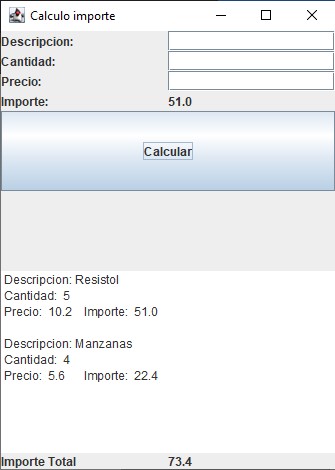 Calculo importe
Descripcion:
Cantidad:
Precio:
Importe: 51.0
Calcular
Descripcion: Resistol
Cantidad: 5
Precio: 10.2 Importe: 51.0
Descripcion: Manzanas
Cantidad: 4
Precio: 5.6 Importe: 22.4
Importe Total 73.4